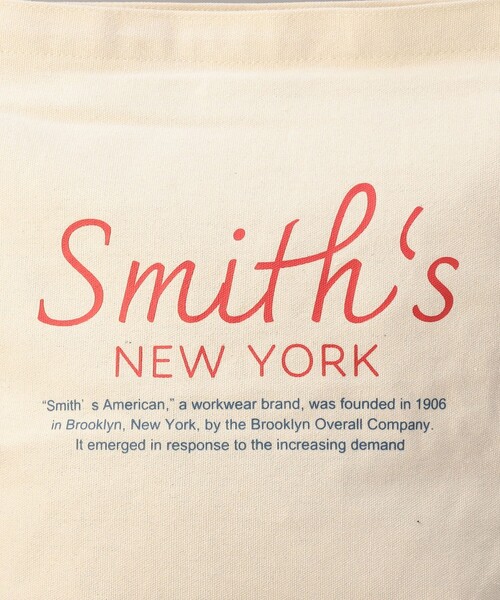 Smith‘s
NEW YORK
“Smith’ s American,” a workwear brand, was founded in 1906
in Brooklyn, New York, by the Brooklyn Overall Company.
It emerged in response to the increasing demand